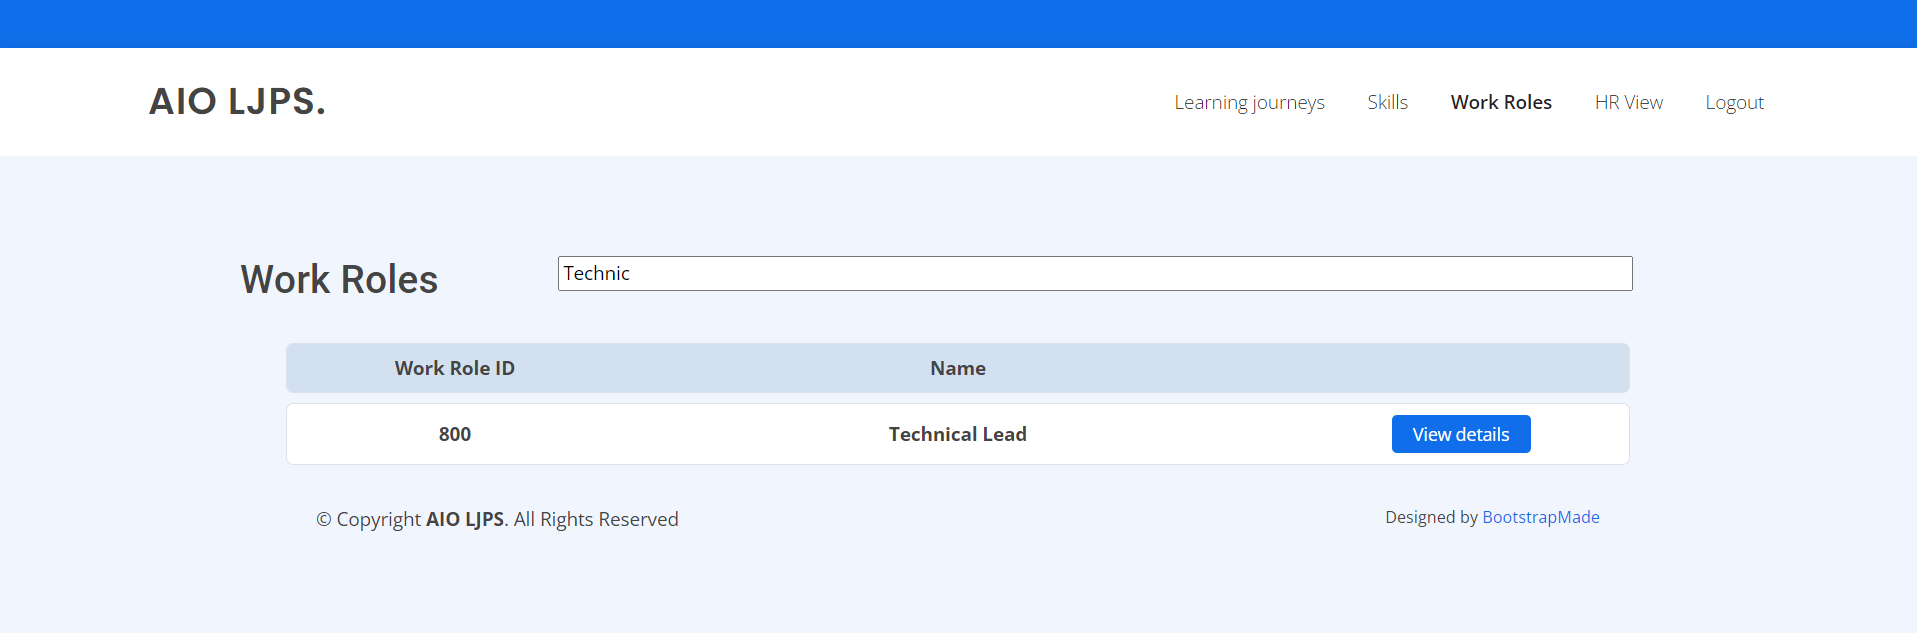 AIO LJPS.
Learning journeys Skills Work Roles HR View Logout
Work Roles
Technic
Work Role ID Name
800 Technical Lead View details
© Copyright AIO LJPS. All Rights Reserved
Designed by BootstrapMade